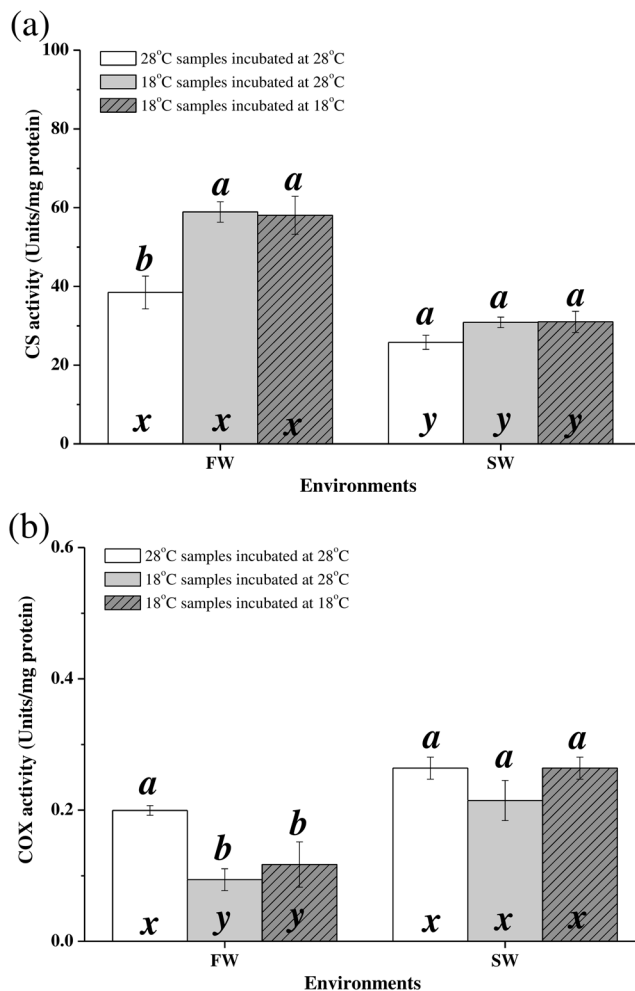 (a)
28°C samples incubated at 28°C
18°C samples incubated at 28°C
18°C samples incubated at 18°C
CS activity (Units/mg protein)
100
80
60
40
20
0
b a a a a a
x x x y y y
FW SW
Environments
(b)
28°C samples incubated at 28°C
18°C samples incubated at 28°C
18°C samples incubated at 18°C
COX activity (Units/mg protein)
0.6
0.4
0.2
0.0
a b b a a a
x y y x x x
FW SW
Environments